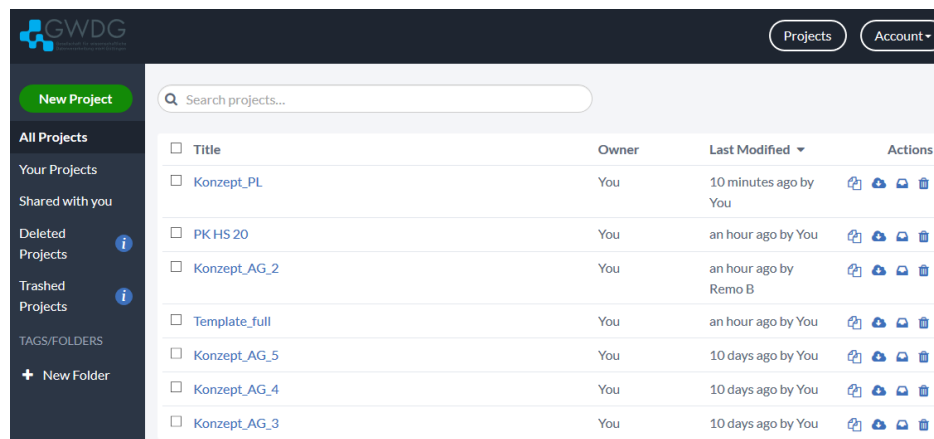 GWDG
Projects
Account
New Project
Search projects...
All Projects
Your Projects
Shared with you
Deleted
Projects
Trashed
Projects
TAGS/FOLDERS
New Folder
Title Owner Last Modified Actions
Konzept_PL You 10 minutes ago by
You
PK HS 20 You an hour ago by You
Konzept_AG_2 You an hour ago by
Remo B
Template_full You an hour ago by You
Konzept_AG_5 You 10 days ago by You
Konzept_AG_4 You 10 days ago by You
Konzept_AG_3 You 10 days ago by You